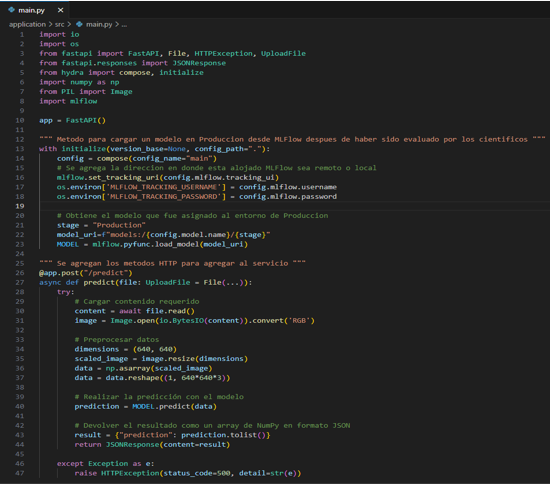 main.py
application > src > main.py > ...
1 import io
2 import os
3 from fastapi import FastAPI, File, HTTPException, UploadFile
4 from fastapi.responses import JSONResponse
5 from hydra import compose, initialize
6 import numpy as np
7 from PIL import Image
8 import mlflow
9
10 app = FastAPI()
11
12 """ Metodo para cargar un modelo en Produccion desde MLFlow despues de haber sido evaluado por los cientificos """
13 with initialize(version_base=None, config_path="."):
14     config = compose(config_name="main")
15     # Se agrega la direccion en donde esta alojado MLFlow sea remoto o local
16     mlflow.set_tracking_uri(config.mlflow.tracking_ui)
17     os.environ['MLFLOW_TRACKING_USERNAME'] = config.mlflow.username
18     os.environ['MLFLOW_TRACKING_PASSWORD'] = config.mlflow.password
19
20     # Obtiene el modelo que fue asignado al entorno de Produccion
21     stage = "Production"
22     model_uri=f"models:/{config.model.name}/{stage}"
23     MODEL = mlflow.pyfunc.load_model(model_uri)
24
25 """ Se agregan los metodos HTTP para agregar al servicio """
26 @app.post("/predict")
27 async def predict(file: UploadFile = File(...)):
28     try:
29         # Cargar contenido requerido
30         content = await file.read()
31         image = Image.open(io.BytesIO(content)).convert('RGB')
32
33         # Preprocesar datos
34         dimensions = (640, 640)
35         scaled_image = image.resize(dimensions)
36         data = np.asarray(scaled_image)
37         data = data.reshape((1, 640*640*3))
38
39         # Realizar la predicción con el modelo
40         prediction = MODEL.predict(data)
41
42         # Devolver el resultado como un array de NumPy en formato JSON
43         result = {"prediction": prediction.tolist()}
44         return JSONResponse(content=result)
45
46     except Exception as e:
47         raise HTTPException(status_code=500, detail=str(e))